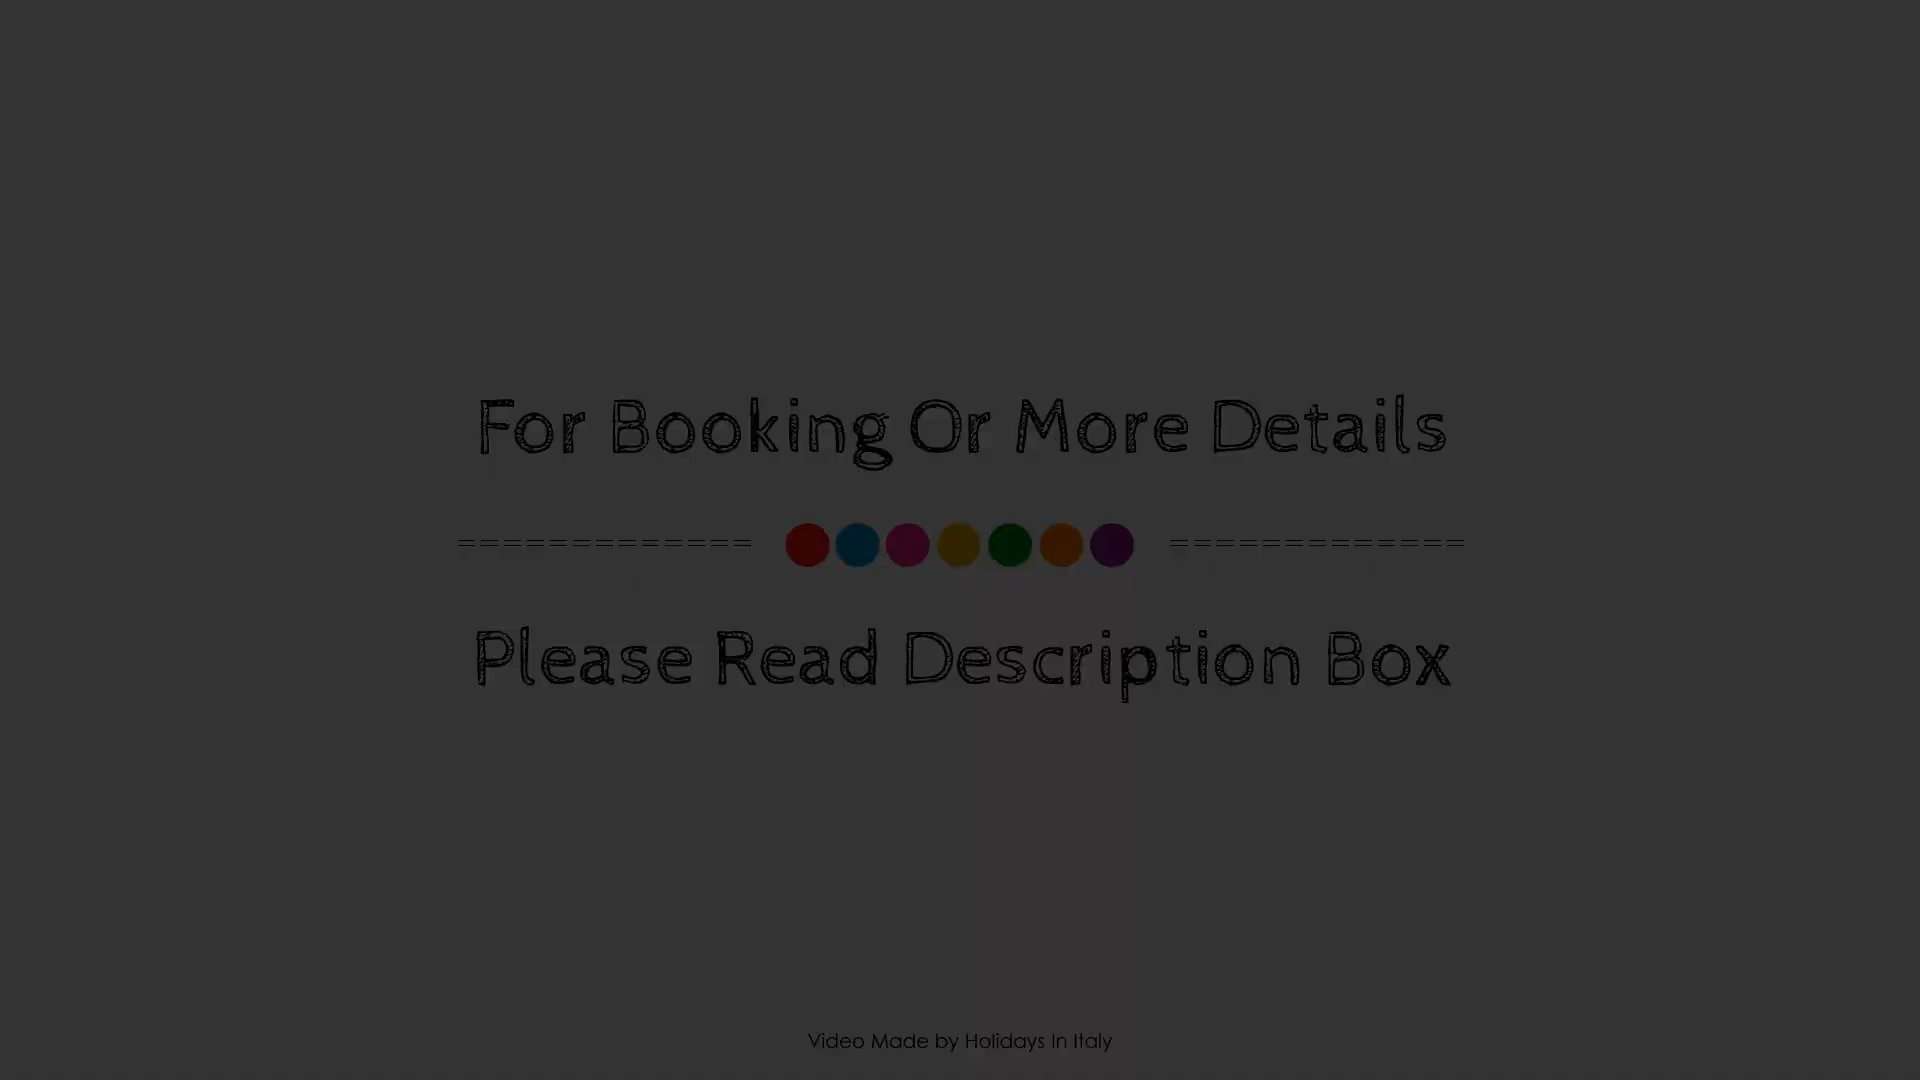 For Booking Or More Details
============= =============
Please Read Description Box
Video Made by Holidays In Italy